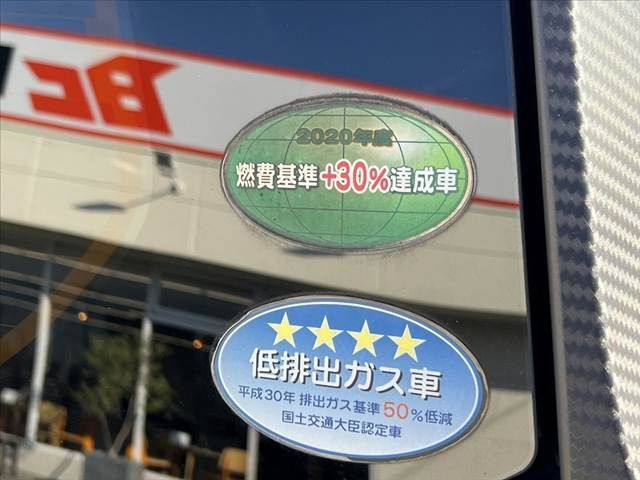 2020年度
燃費基準+30%達成車
★★★★
低排出ガス車
平成30年 排出ガス基準50%低減
国土交通大臣認定車